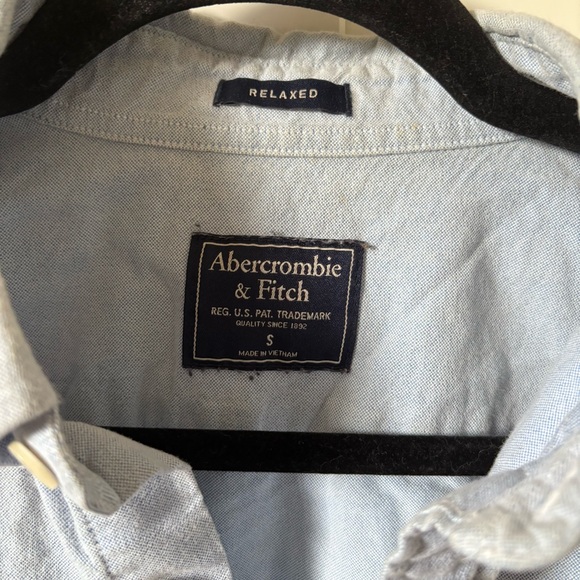 RELAXED
Abercrombie
& Fitch
REG. U.S. PAT. TRADEMARK
QUALITY SINCE 1892
S
MADE IN VIETNAM